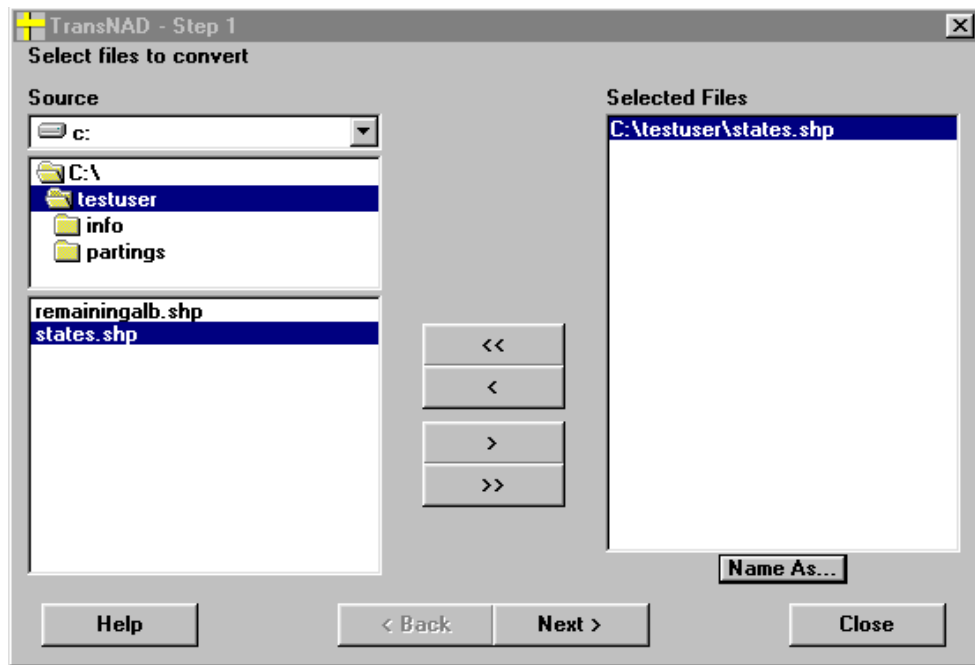 TransNAD - Step 1
Select files to convert
Source
c:
C:\
testuser
info
partings
remainingalb.shp
states.shp
<<
<
>
>>
Selected Files
C:\testuser\states.shp
Name As...
Help
< Back
Next >
Close